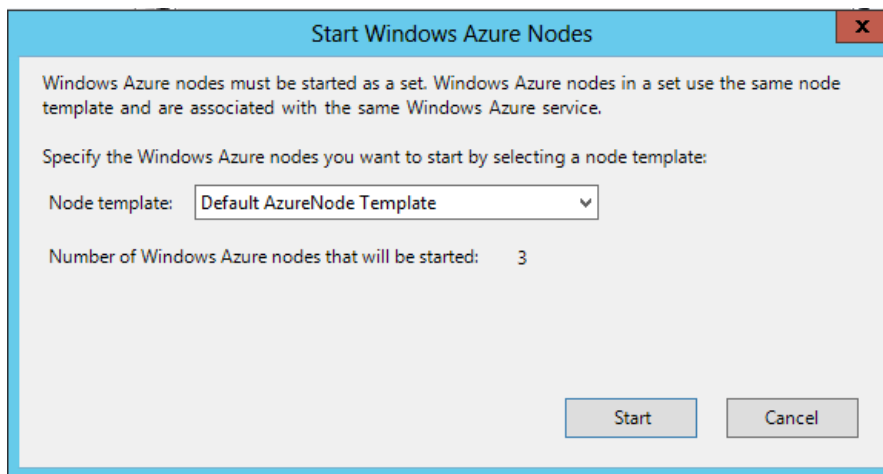 Start Windows Azure Nodes
x
Windows Azure nodes must be started as a set. Windows Azure nodes in a set use the same node
template and are associated with the same Windows Azure service.
Specify the Windows Azure nodes you want to start by selecting a node template:
Node template: Default AzureNode Template
Number of Windows Azure nodes that will be started: 3
Start Cancel